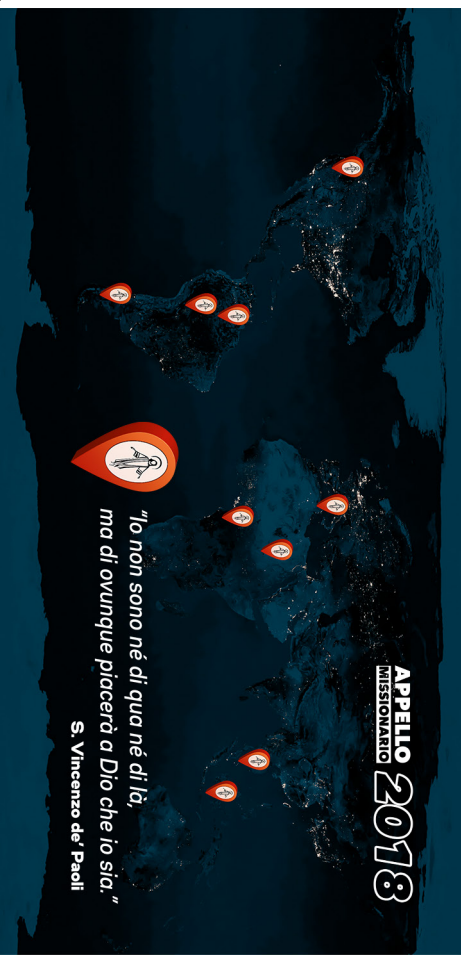 APPELLO
MISSIONARIO
2018
"Io non sono né di qua né di là,
ma di ovunque piacerà a Dio che io sia."
S. Vincenzo de' Paoli